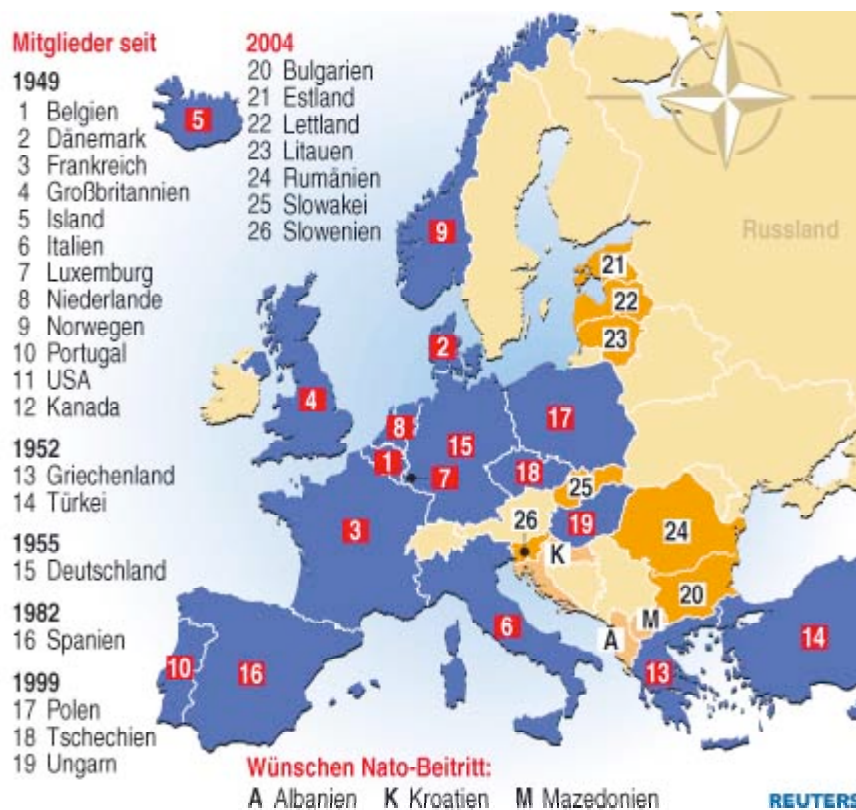 Mitglieder seit
1949
1 Belgien
2 Dänemark
3 Frankreich
4 Großbritannien
5 Island
6 Italien
7 Luxemburg
8 Niederlande
9 Norwegen
10 Portugal
11 USA
12 Kanada
1952
13 Griechenland
14 Türkei
1955
15 Deutschland
1982
16 Spanien
1999
17 Polen
18 Tschechien
19 Ungarn
2004
20 Bulgarien
21 Estland
22 Lettland
23 Litauen
24 Rumänien
25 Slowakei
26 Slowenien
5
9
Russland
21
22
23
2
4
8
15
17
1
7
18
25
3
26
19
24
K
20
M
6
A
14
10
16
13
Wünschen Nato-Beitritt:
A Albanien K Kroatien M Mazedonien
REUTERS